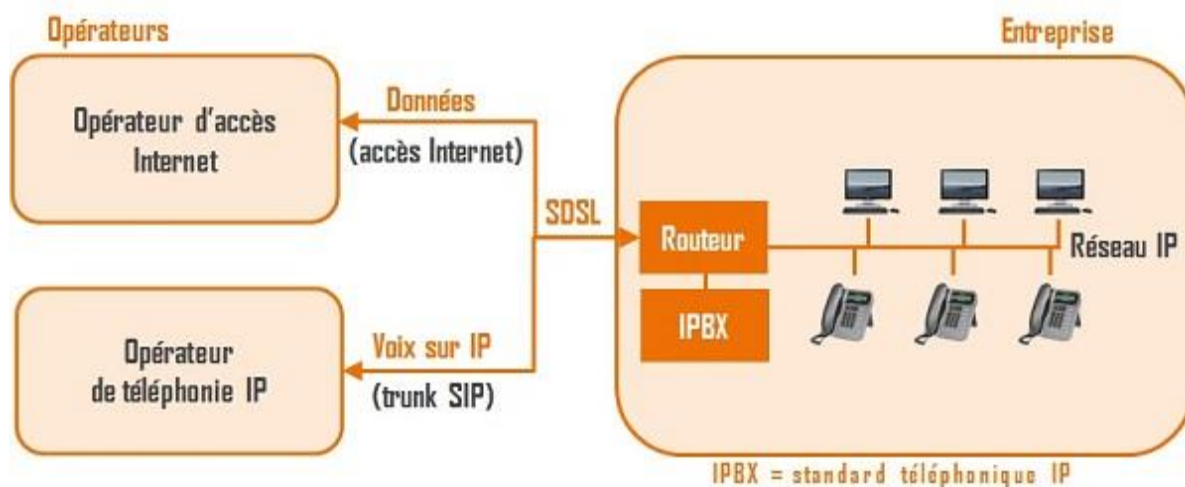 Opérateurs
Entreprise
Opérateur d'accès
Internet
Données
(accès Internet)
SDSL
Routeur
IPBX
Réseau IP
Opérateur
de téléphonie IP
Voix sur IP
(trunk SIP)
IPBX = standard téléphonique IP